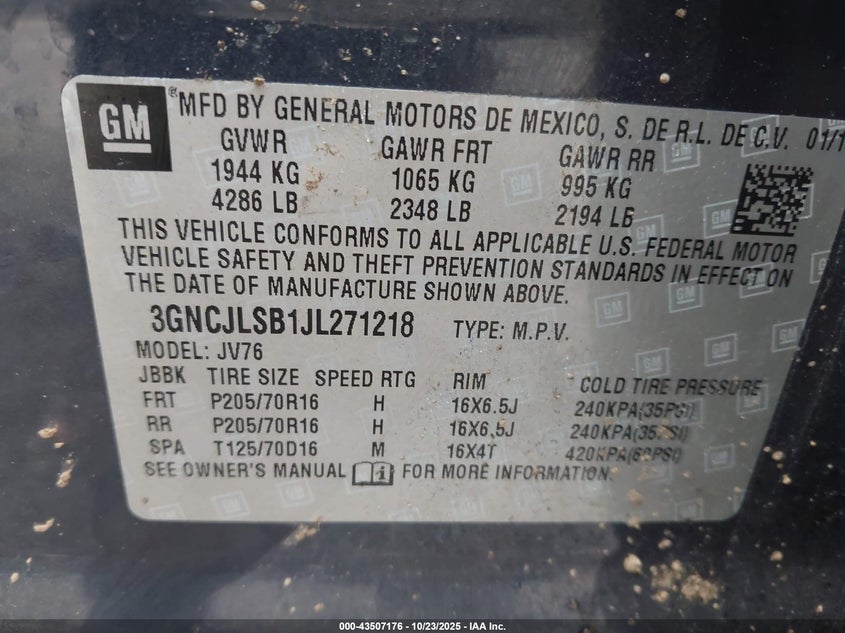 GM
® MFD BY GENERAL MOTORS DE MEXICO, S. DE R.L. DE C.V. 01/1
GVWR GAWR FRT GAWR RR
1944 KG 1065 KG 995 KG
4286 LB 2348 LB 2194 LB
THIS VEHICLE CONFORMS TO ALL APPLICABLE U.S. FEDERAL MOTOR
VEHICLE SAFETY AND THEFT PREVENTION STANDARDS IN EFFECT ON
THE DATE OF MANUFACTURE SHOWN ABOVE.
3GNCJLSB1JL271218 TYPE: M.P.V.
MODEL: JV76
JBBK TIRE SIZE SPEED RTG RIM COLD TIRE PRESSURE
FRT P205/70R16 H 16X6.5J 240KPA(35PSI)
RR P205/70R16 H 16X6.5J 240KPA(35PSI)
SPA T125/70D16 M 16X4T 420KPA(60PSI)
SEE OWNER'S MANUAL FOR MORE INFORMATION.
000-43507176 - 10/23/2025 - IAA Inc.